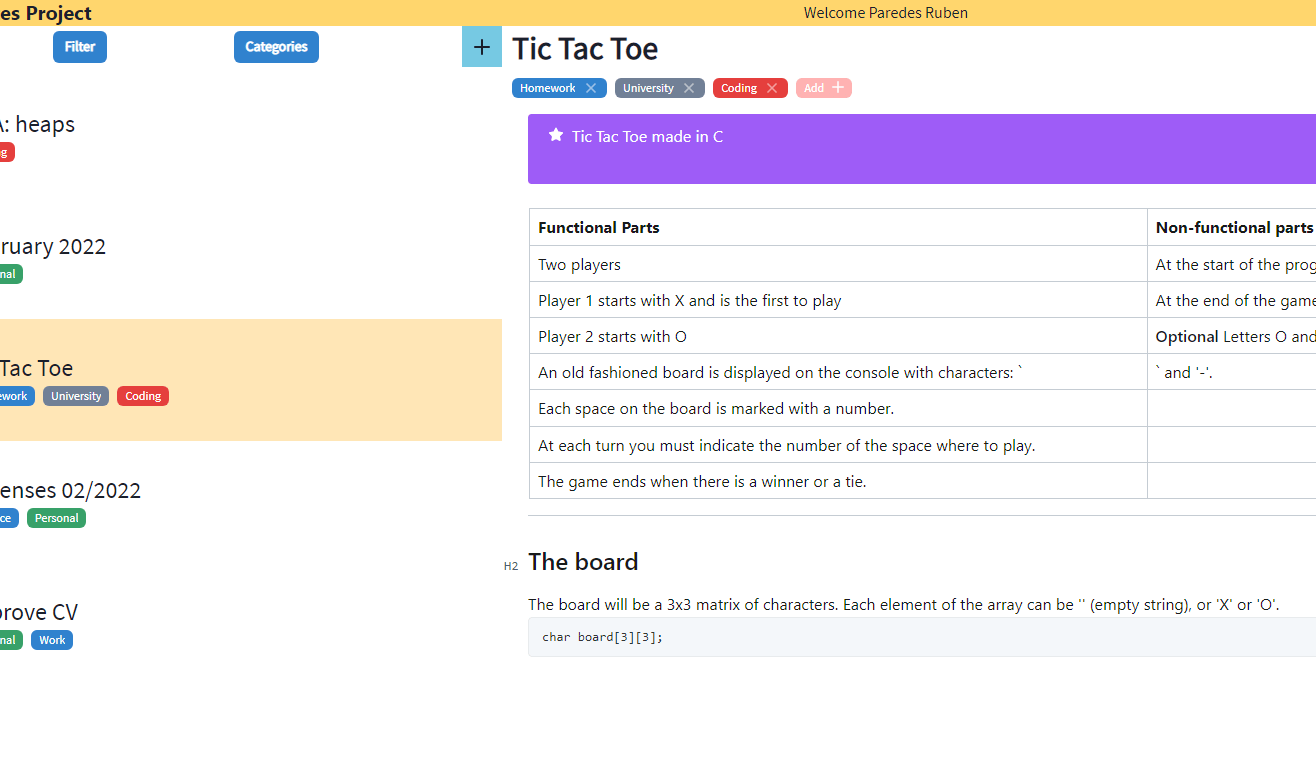 es Project
Welcome Paredes Ruben
Filter
Categories
+
A: heaps
g
ruary 2022
nal
Tac Toe
ework University Coding
enses 02/2022
ce Personal
prove CV
nal Work
Tic Tac Toe
Homework University Coding Add
Tic Tac Toe made in C
Functional Parts Non-functional parts
Two players At the start of the prog
Player 1 starts with X and is the first to play At the end of the game
Player 2 starts with O Optional Letters O and
An old fashioned board is displayed on the console with characters: ` ` and '-'.
Each space on the board is marked with a number.
At each turn you must indicate the number of the space where to play.
The game ends when there is a winner or a tie.
H2 The board
The board will be a 3x3 matrix of characters. Each element of the array can be '' (empty string), or 'X' or 'O'.
char board[3][3];